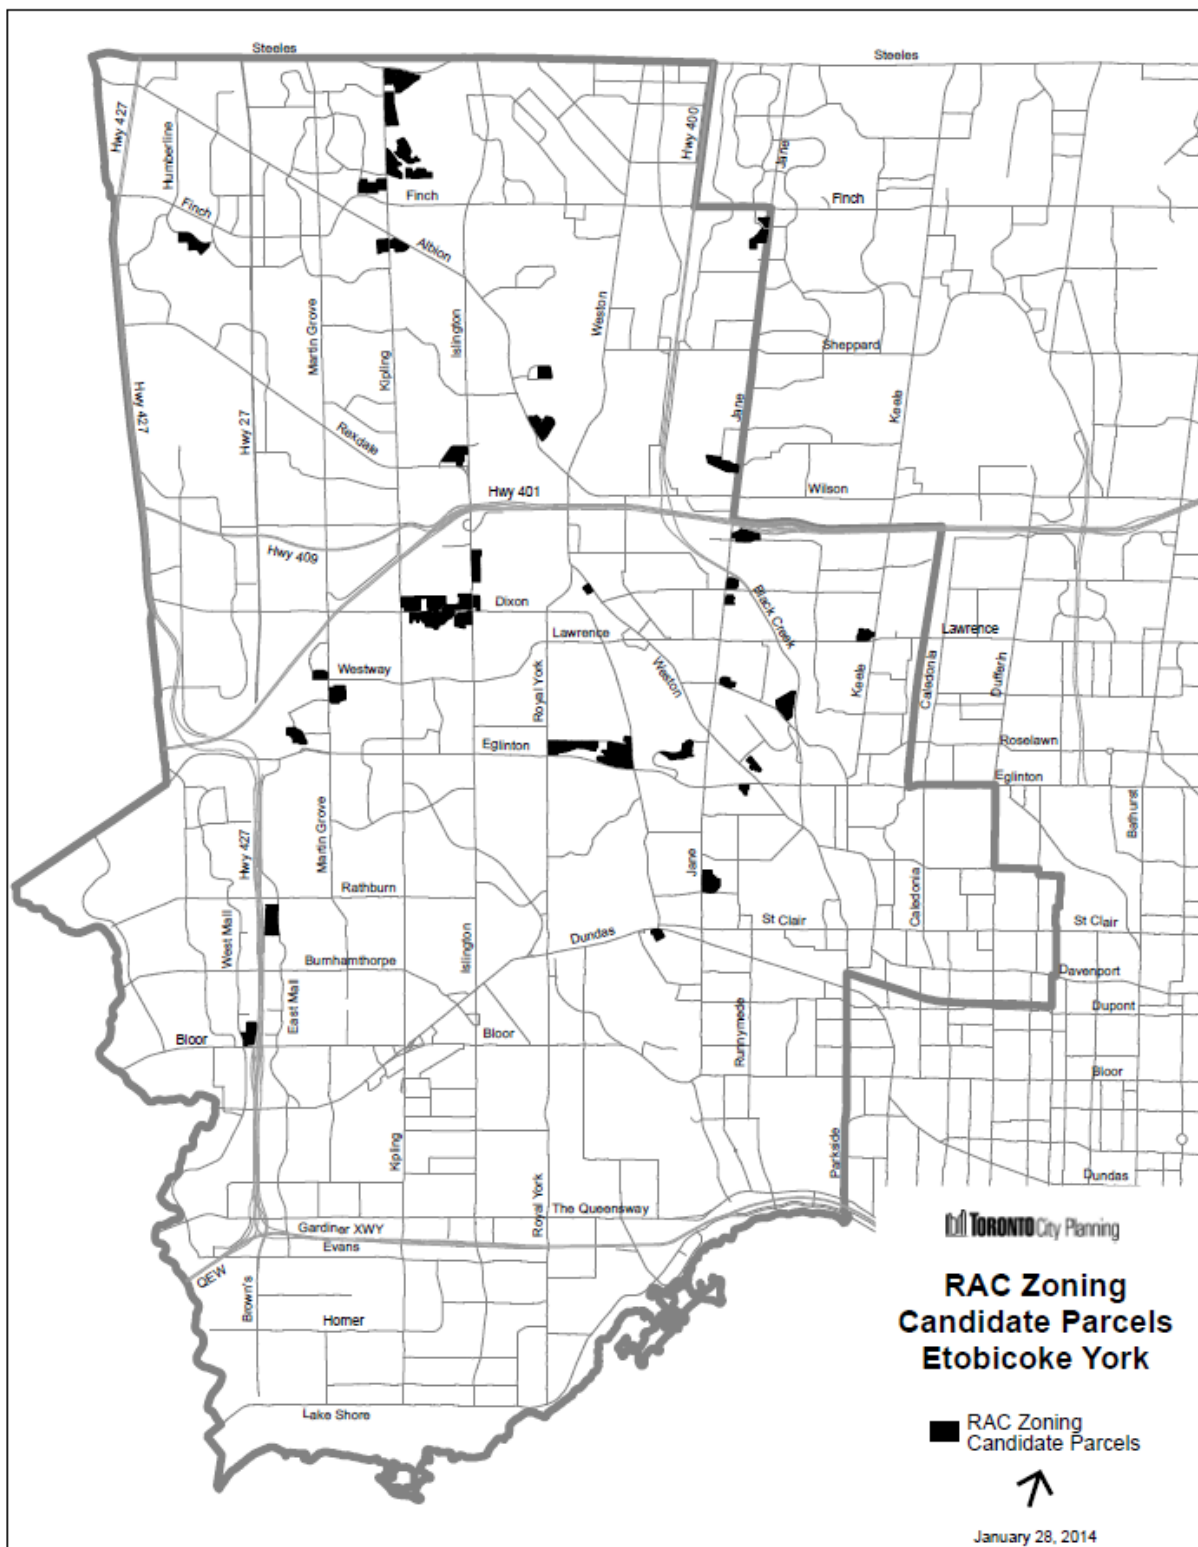 Steeles
Steeles
Hwy 427
Humberline
Hwy 400
Jane
Finch
Finch
Finch
Albion
Martin Grove
Islington
Weston
Kipling
Sheppard
Hwy 427
Hwy 27
Rexdale
Jane
Keele
Hwy 401
Wilson
Hwy 409
Dixon
Black Creek
Lawrence
Lawrence
Westway
Royal York
Weston
Keele
Caledonia
Dufferin
Eglinton
Roselawn
Eglinton
Bathurst
Martin Grove
Hwy 427
Rathburn
Jane
Caledonia
West Mall
Islington
Dundas
St Clair
St Clair
Burnhamthorpe
Davenport
East Mall
Dupont
Bloor
Bloor
Runnymede
Bloor
Kipling
Parkside
Dundas
Royal York
The Queensway
Gardiner XWY
Evans
QEW
Brown's
Horner
Lake Shore
TORONTO City Planning
RAC Zoning
Candidate Parcels
Etobicoke York
RAC Zoning
Candidate Parcels
January 28, 2014